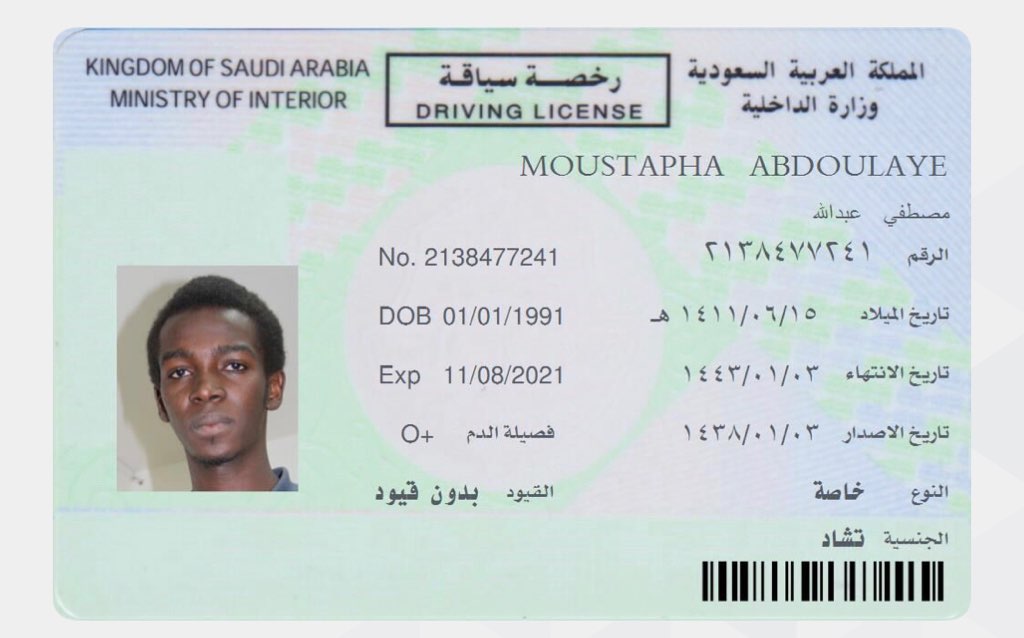 KINGDOM OF SAUDI ARABIA
MINISTRY OF INTERIOR
رخصة سياقة
DRIVING LICENSE
المملكة العربية السعودية
وزارة الداخلية
MOUSTAPHA ABDOULAYE
مصطفي عبدالله
No. 2138477241 الرقم ٢١٣٨٤٧٧٢٤١
DOB 01/01/1991 تاريخ الميلاد ١٤١١/٠٦/١٥ هـ
Exp 11/08/2021 تاريخ الانتهاء ١٤٤٣/٠١/٠٣
تاريخ الاصدار ١٤٣٨/٠١/٠٣ فصيلة الدم O+
النوع خاصة القيود بدون قيود
الجنسية تشاد